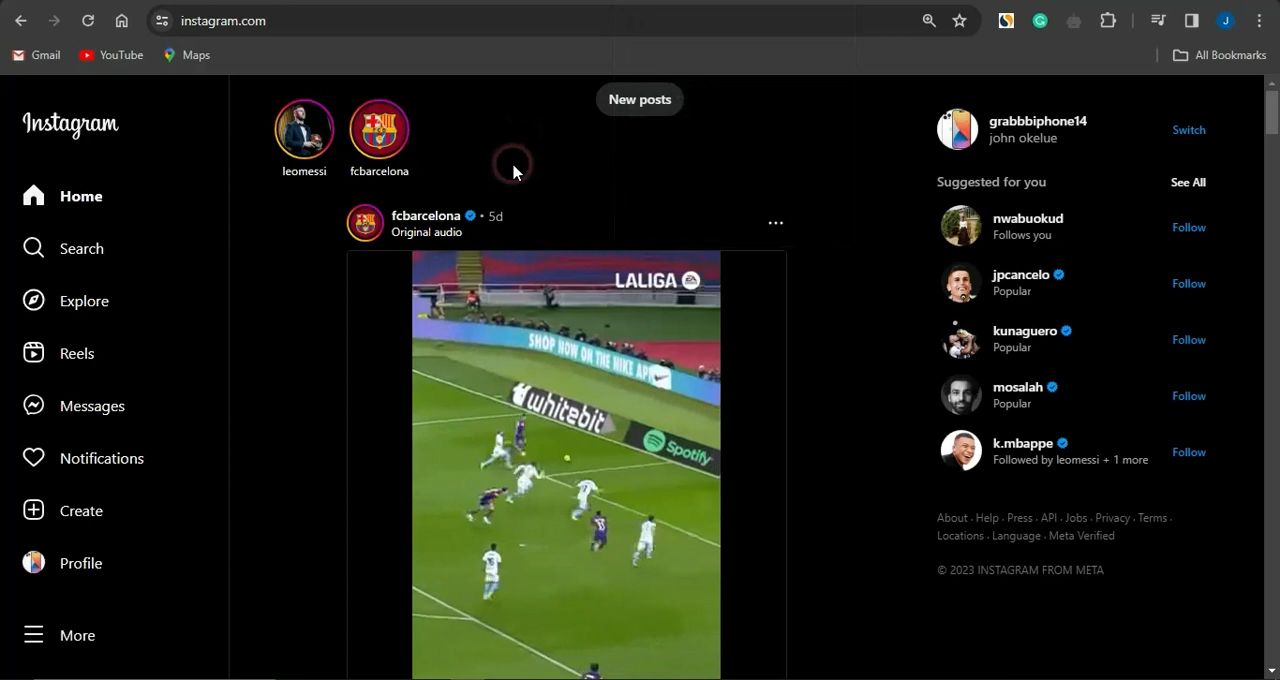 instagram.com
J
Gmail
YouTube
Maps
All Bookmarks
Instagram
Home
Search
Explore
Reels
Messages
Notifications
Create
Profile
More
New posts
leomessi
fcbarcelona
fcbarcelona • 5d
Original audio
LALIGA
SHOP NOW ON THE NIKE APP
whitebit
Spotify
grabbbiphone14
john okelue
Switch
Suggested for you
See All
nwabuokud
Follows you
Follow
jpcancelo
Popular
Follow
kunaguero
Popular
Follow
mosalah
Popular
Follow
k.mbappe
Followed by leomessi + 1 more
Follow
About · Help · Press · API · Jobs · Privacy · Terms ·
Locations · Language · Meta Verified
© 2023 INSTAGRAM FROM META